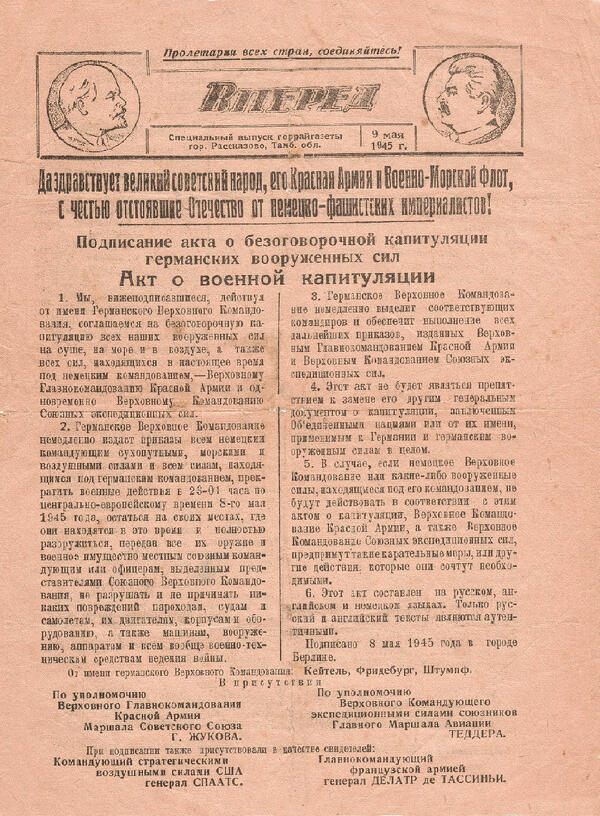 Пролетарии всех стран, соединяйтесь!
ВПЕРЕД
Специальный выпуск горрайгазеты
гор. Рассказово, Тамб. обл.
9 мая
1945 г.
Да здравствует великий советский народ, его Красная Армия и Военно-Морской Флот,
с честью отстоявшие Отечество от немецко-фашистских империалистов!
Подписание акта о безоговорочной капитуляции
германских вооруженных сил
Акт о военной капитуляции
1. Мы, нижеподписавшиеся, действуя
от имени Германского Верховного Командо-
вания, соглашаемся на безоговорочную ка-
питуляцию всех наших вооруженных сил
на суше, на море и в воздухе, а также
всех сил, находящихся в настоящее время
под немецким командованием,—Верховному
Главнокомандованию Красной Армии и од-
новременно Верховному Командованию
Союзных экспедиционных сил.
2. Германское Верховное Командование
немедленно издаст приказы всем немецким
командующим сухопутными, морскими и
воздушными силами и всем силам, находя-
щимся под германским командованием, прек-
ратить военные действия в 23-01 часа по
центрально-европейскому времени 8-го мая
1945 года, остаться на своих местах, где
они находятся в это время и полностью
разоружиться, передав все их оружие и
военное имущество местным союзным коман-
дующим или офицерам, выделенным пред-
ставителями Союзного Верховного Командо-
вания, не разрушать и не причинять ни-
каких повреждений пароходам, судам и
самолетам, их двигателям, корпусам и обо-
рудованию, а также машинам, вооруже-
нию, аппаратам и всем вообще военно-тех-
ническим средствам ведения войны.
3. Германское Верховное Командова-
ние немедленно выделит соответствующих
командиров и обеспечит выполнение всех
дальнейших приказов, изданных Верхов-
ным Главнокомандованием Красной Армии
и Верховным Командованием Союзных эк-
спедиционных сил.
4. Этот акт не будет являться препят-
ствием к замене его другим генеральным
документом о капитуляции, заключенным
Объединенными нациями или от их имени,
применимым к Германии и германским во-
оруженным силам в целом.
5. В случае, если немецкое Верховное
Командование или какие-либо вооруженные
силы, находящиеся под его командованием, не
будут действовать в соответствии с этим
актом о капитуляции, Верховное Командо-
вание Красной Армии, а также Верховное
Командование Союзных экспедиционных сил,
предпримут такие карательные меры, или дру-
гие действия, которые они сочтут необхо-
димыми.
6. Этот акт составлен на русском, ан-
глийском и немецком языках. Только рус-
ский и английский тексты являются аутен-
тичными.
Подписано 8 мая 1945 года в городе
Берлине.
От имени германского Верховного Командования: Кейтель, Фридебург, Штумпф.
В присутствии
По уполномочию
Верховного Главнокомандования
Красной Армии
Маршала Советского Союза
Г. ЖУКОВА.
По уполномочию
Верховного Командующего
экспедиционными силами союзников
Главного Маршала Авиации
ТЕДДЕРА.
При подписании также присутствовали в качестве свидетелей:
Командующий стратегическими
воздушными силами США
генерал СПААТС.
Главнокомандующий
французской армией
генерал ДЕЛАТР де ТАССИНЬИ.